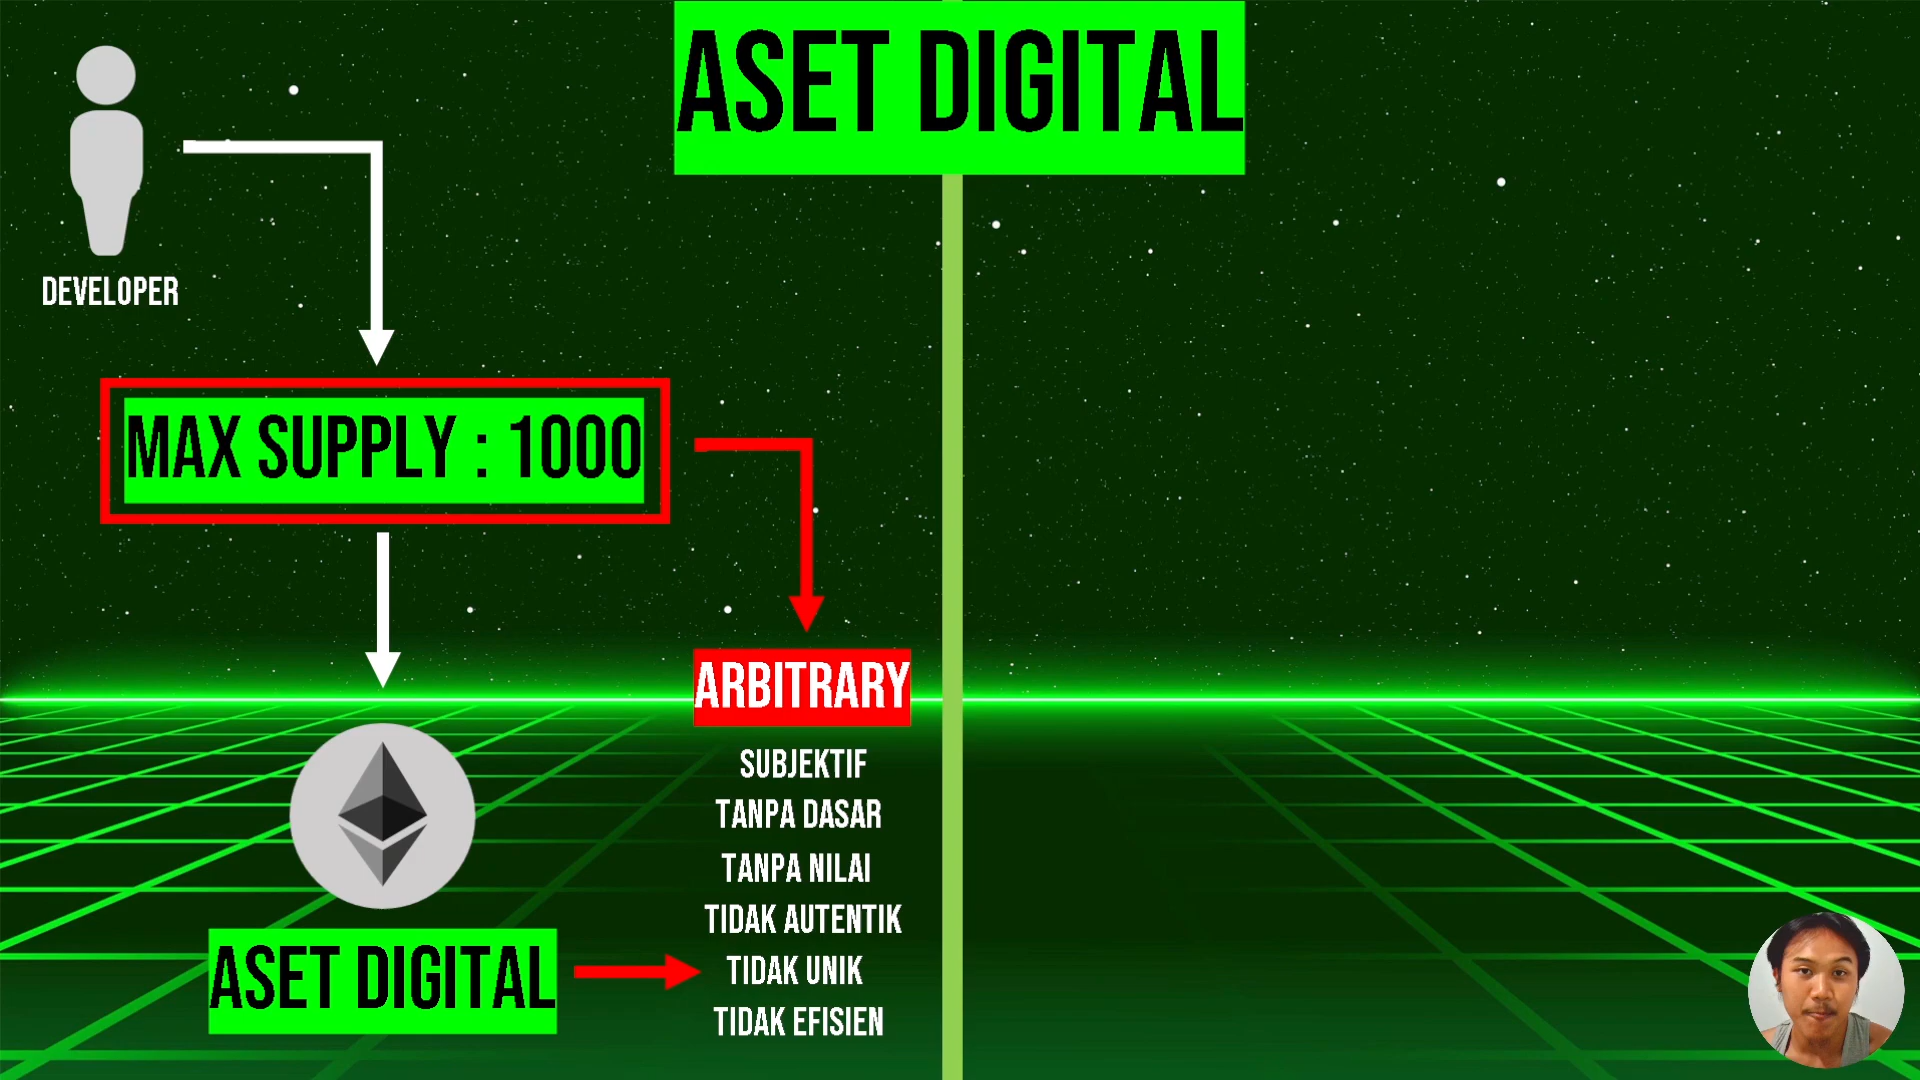 ASET DIGITAL
DEVELOPER
MAX SUPPLY : 1000
ARBITRARY
SUBJEKTIF
TANPA DASAR
TANPA NILAI
TIDAK AUTENTIK
TIDAK UNIK
TIDAK EFISIEN
ASET DIGITAL